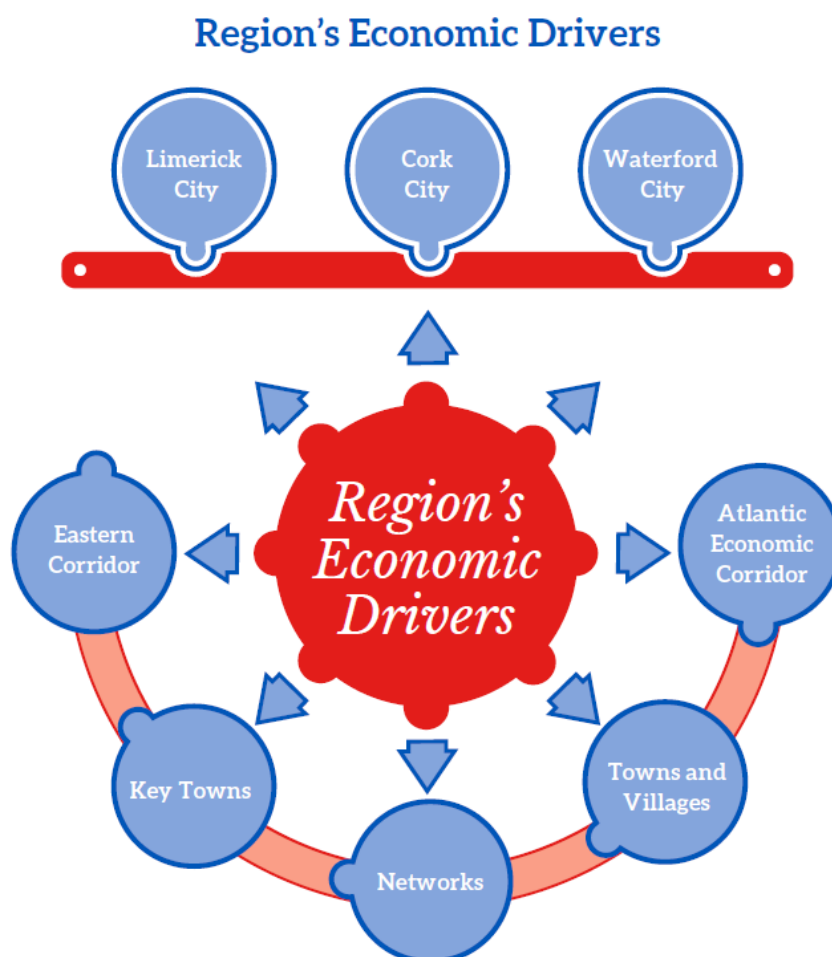 Region’s Economic Drivers
Limerick
City
Cork
City
Waterford
City
Region’s
Economic
Drivers
Eastern
Corridor
Atlantic
Economic
Corridor
Key Towns
Towns and
Villages
Networks